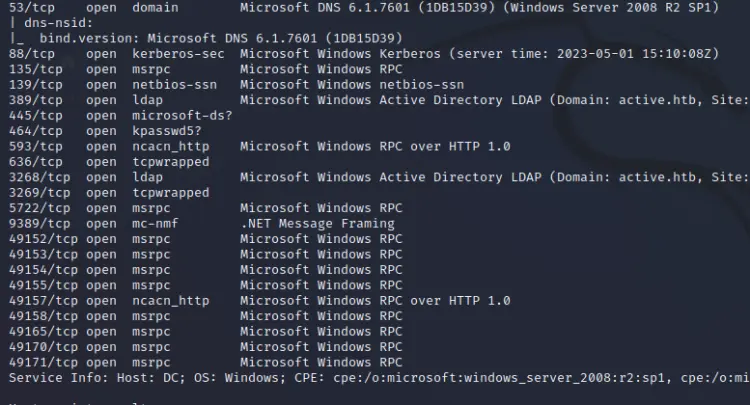 53/tcp open domain Microsoft DNS 6.1.7601 (1DB15D39) (Windows Server 2008 R2 SP1)
| dns-nsid:
|_ bind.version: Microsoft DNS 6.1.7601 (1DB15D39)
88/tcp open kerberos-sec Microsoft Windows Kerberos (server time: 2023-05-01 15:10:08Z)
135/tcp open msrpc Microsoft Windows RPC
139/tcp open netbios-ssn Microsoft Windows netbios-ssn
389/tcp open ldap Microsoft Windows Active Directory LDAP (Domain: active.htb, Site:
445/tcp open microsoft-ds?
464/tcp open kpasswd5?
593/tcp open ncacn_http Microsoft Windows RPC over HTTP 1.0
636/tcp open tcpwrapped
3268/tcp open ldap Microsoft Windows Active Directory LDAP (Domain: active.htb, Site:
3269/tcp open tcpwrapped
5722/tcp open msrpc Microsoft Windows RPC
9389/tcp open mc-nmf .NET Message Framing
49152/tcp open msrpc Microsoft Windows RPC
49153/tcp open msrpc Microsoft Windows RPC
49154/tcp open msrpc Microsoft Windows RPC
49155/tcp open msrpc Microsoft Windows RPC
49157/tcp open ncacn_http Microsoft Windows RPC over HTTP 1.0
49158/tcp open msrpc Microsoft Windows RPC
49165/tcp open msrpc Microsoft Windows RPC
49170/tcp open msrpc Microsoft Windows RPC
49171/tcp open msrpc Microsoft Windows RPC
Service Info: Host: DC; OS: Windows; CPE: cpe:/o:microsoft:windows_server_2008:r2:sp1, cpe:/o:mi